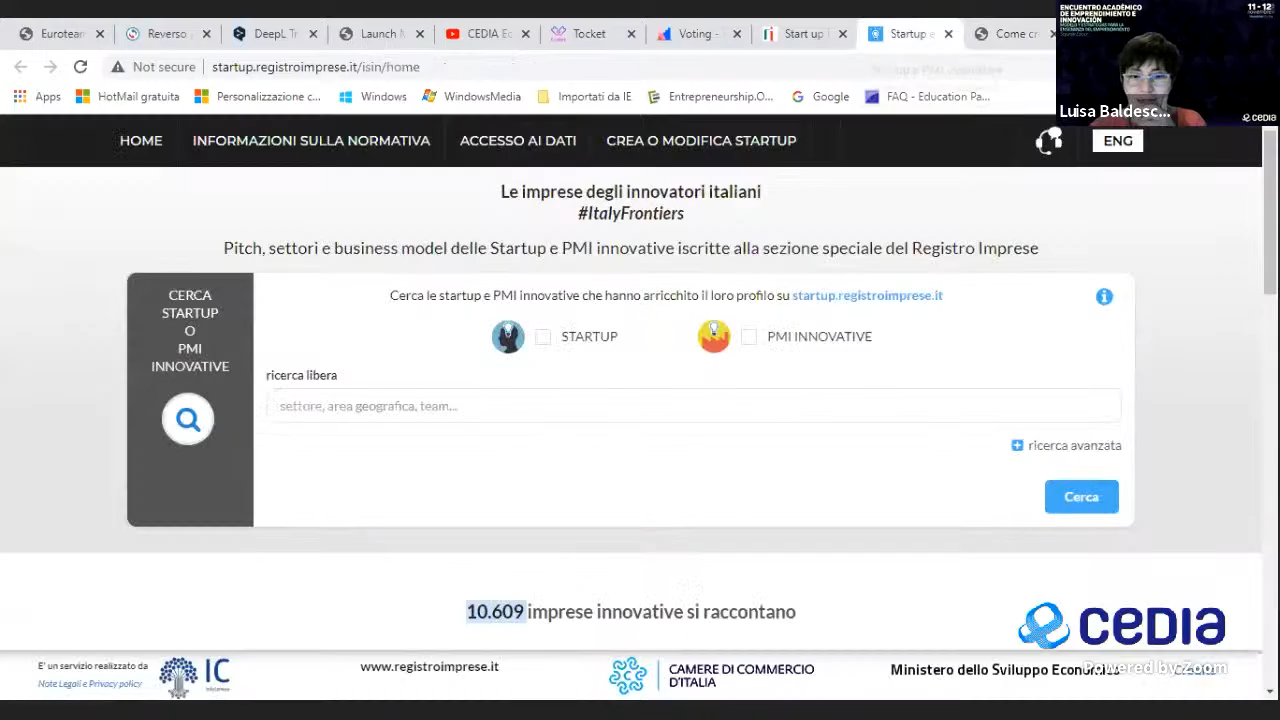 Euroteam
Reverso
DeepL Tr
Launch
CEDIA Ec
Tocket
Voting -
Start up
Startup e
Come cr
Not secure
startup.registroimprese.it/isin/home
Apps
HotMail gratuita
Personalizzazione c...
Windows
WindowsMedia
Importati da IE
Entrepreneurship.O...
Google
FAQ - Education Pa...
ENCUENTRO ACADÉMICO
DE EMPRENDIMIENTO E
INNOVACIÓN
11 - 12
Luisa Baldesc...
CEDIA
HOME
INFORMAZIONI SULLA NORMATIVA
ACCESSO AI DATI
CREA O MODIFICA STARTUP
ENG
Le imprese degli innovatori italiani
#ItalyFrontiers
Pitch, settori e business model delle Startup e PMI innovative iscritte alla sezione speciale del Registro Imprese
CERCA
STARTUP
O
PMI
INNOVATIVE
Cerca le startup e PMI innovative che hanno arricchito il loro profilo su startup.registroimprese.it
STARTUP
PMI INNOVATIVE
ricerca libera
settore, area geografica, team...
ricerca avanzata
Cerca
10.609 imprese innovative si raccontano
CEDIA
E' un servizio realizzato da
Note Legali e Privacy policy
IC
www.registroimprese.it
CAMERE DI COMMERCIO
D'ITALIA
Ministero dello Sviluppo Economico
Powered by Zoom